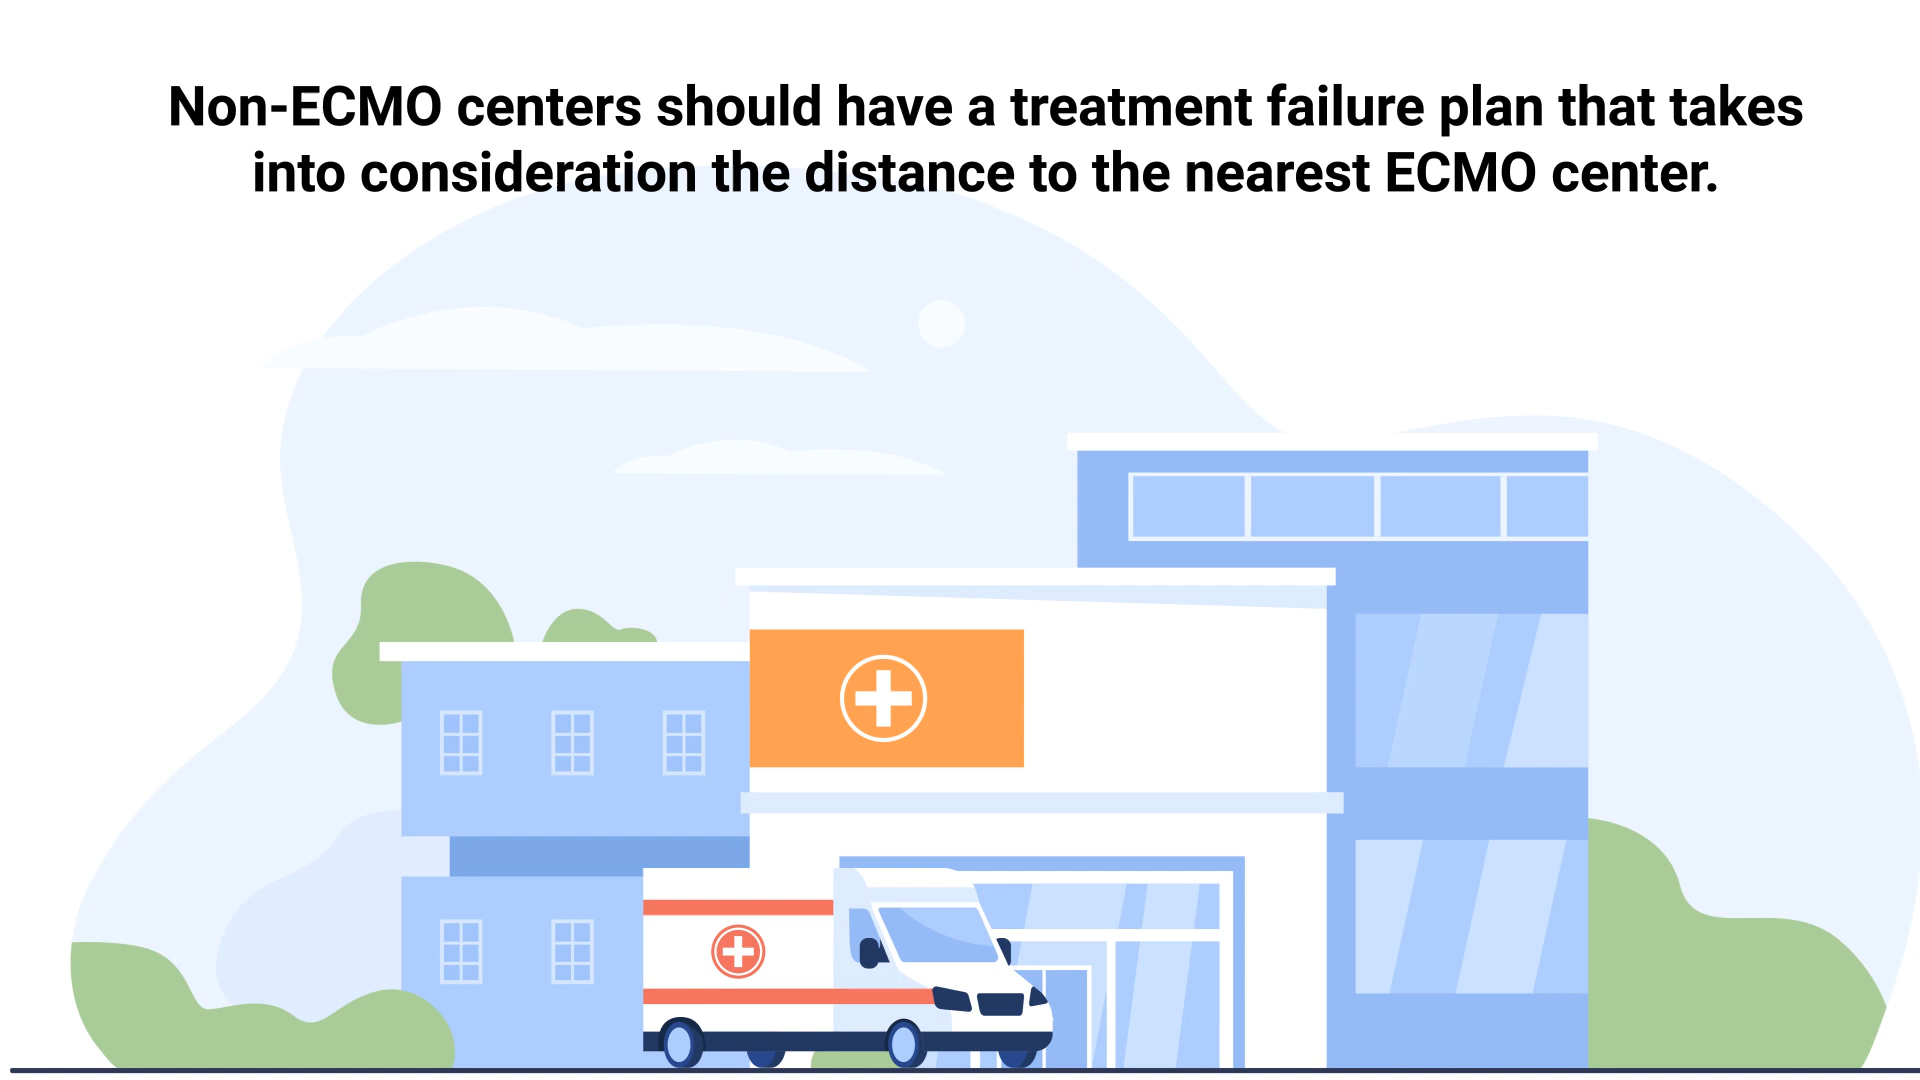 Non-ECMO centers should have a treatment failure plan that takes
into consideration the distance to the nearest ECMO center.